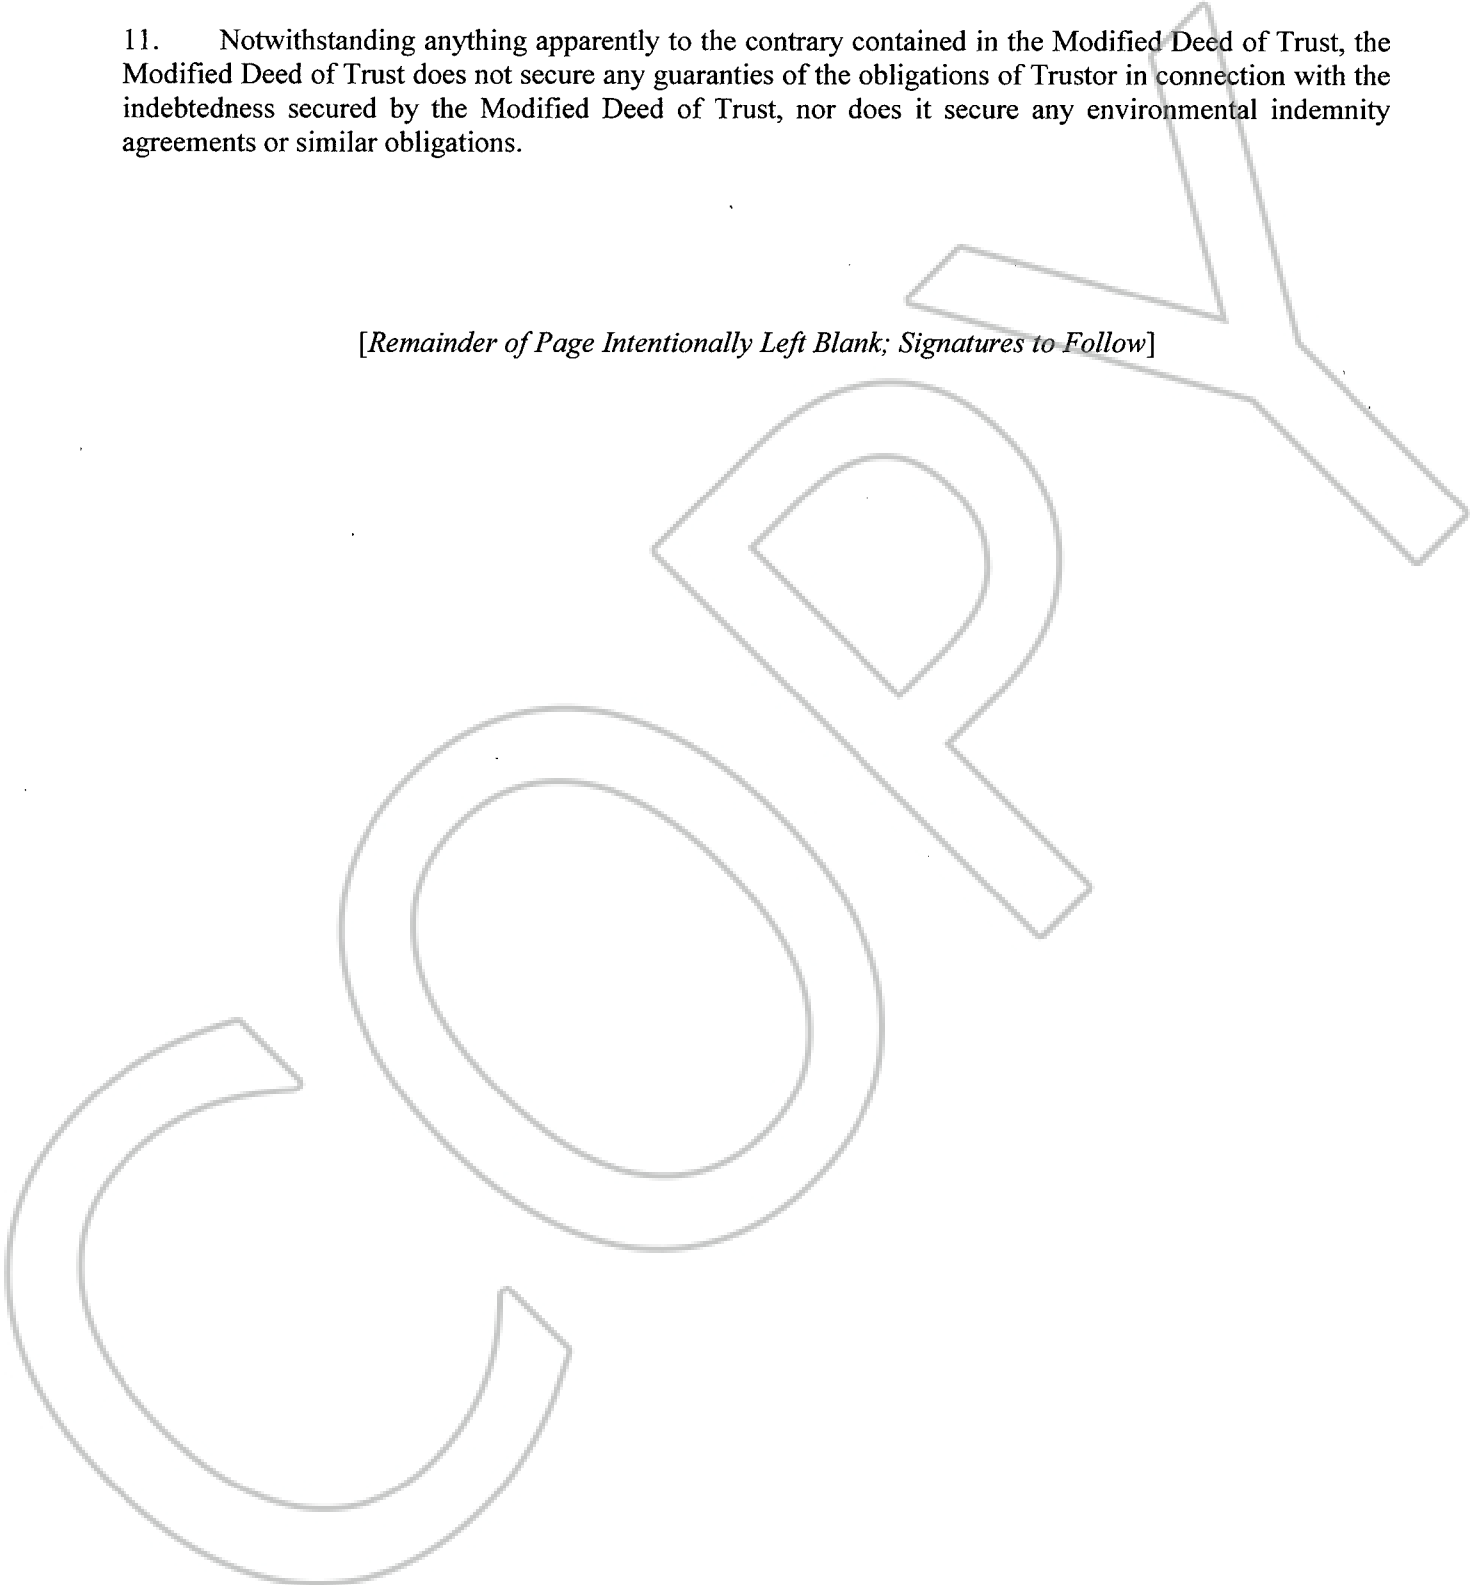 11. Notwithstanding anything apparently to the contrary contained in the Modified Deed of Trust, the
Modified Deed of Trust does not secure any guaranties of the obligations of Trustor in connection with the
indebtedness secured by the Modified Deed of Trust, nor does it secure any environmental indemnity
agreements or similar obligations.
[Remainder of Page Intentionally Left Blank; Signatures to Follow]
COPY